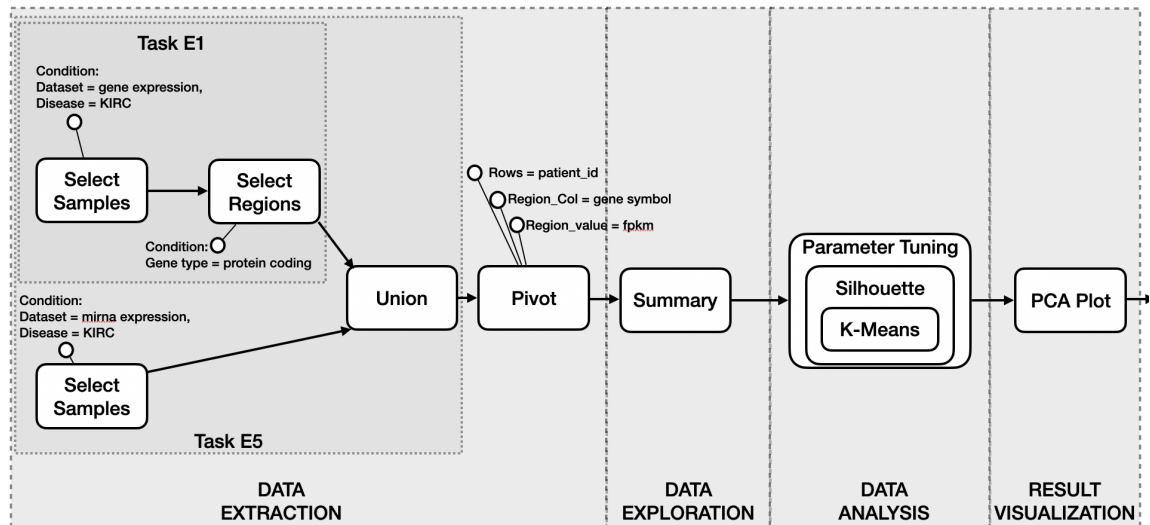 Task E1
Condition:
Dataset = gene expression,
Disease = KIRC
Select
Samples
Select
Regions
Condition:
Gene type = protein coding
Rows = patient_id
Region_Col = gene symbol
Region_value = fpkm
Condition:
Dataset = mirna expression,
Disease = KIRC
Select
Samples
Union
Pivot
Summary
Parameter Tuning
Silhouette
K-Means
PCA Plot
Task E5
DATA
EXTRACTION
DATA
EXPLORATION
DATA
ANALYSIS
RESULT
VISUALIZATION